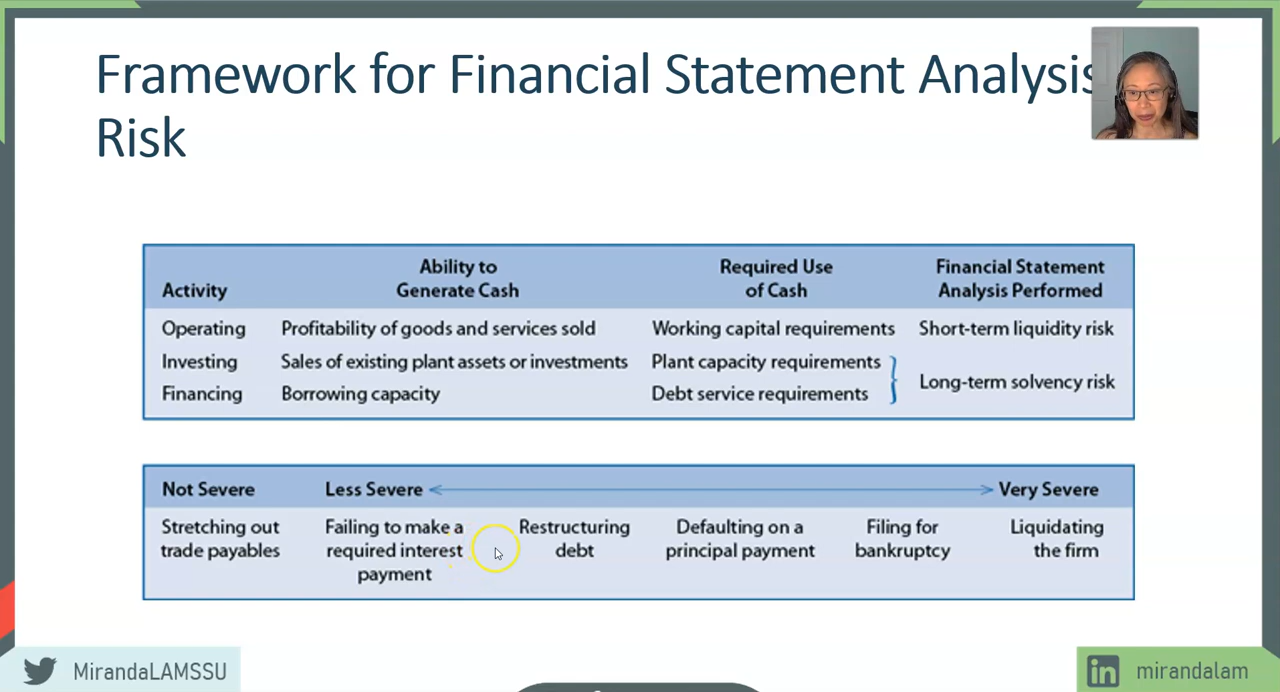 Framework for Financial Statement Analysis
Risk
Activity
Ability to
Generate Cash
Required Use
of Cash
Financial Statement
Analysis Performed
Operating Profitability of goods and services sold Working capital requirements Short-term liquidity risk
Investing Sales of existing plant assets or investments Plant capacity requirements
Financing Borrowing capacity Debt service requirements
Long-term solvency risk
Not Severe Less Severe Very Severe
Stretching out
trade payables
Failing to make a
required interest
payment
Restructuring
debt
Defaulting on a
principal payment
Filing for
bankruptcy
Liquidating
the firm
MirandaLAMSSU
in mirandalam